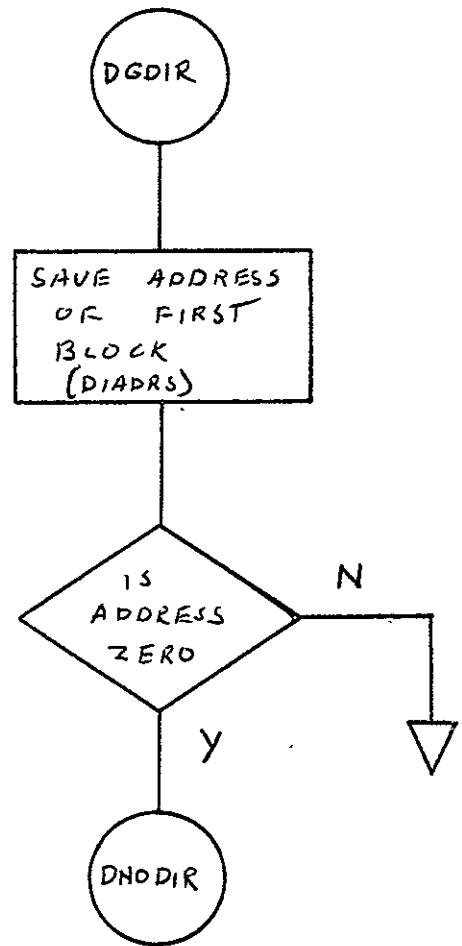 DGDIR
SAVE ADDRESS
OF FIRST
BLOCK
(DIADRS)
IS
ADDRESS
ZERO
N
Y
DNODIR